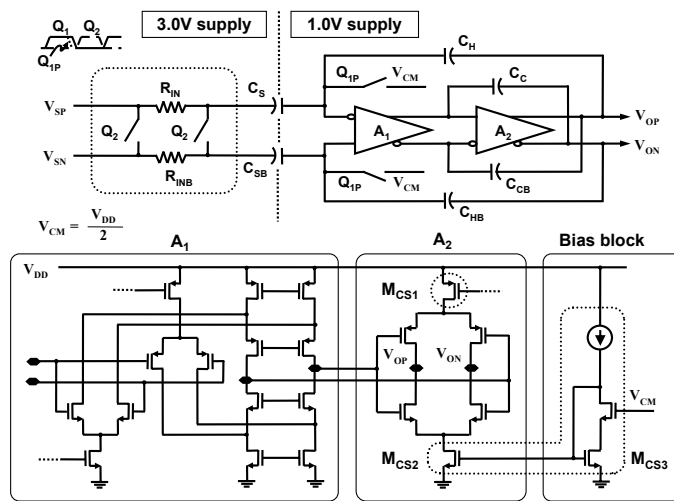 Q1 Q2
Q1P
3.0V supply
1.0V supply
CH
Q1P VCM
CC
RIN
CS
VSP
Q2 Q2
A1
A2
VOP
VSN
VON
RINB
CSB
Q1P VCM
CCB
CHB
VCM = VDD / 2
A1
A2
Bias block
VDD
MCS1
VOP VON
VCM
MCS2
MCS3